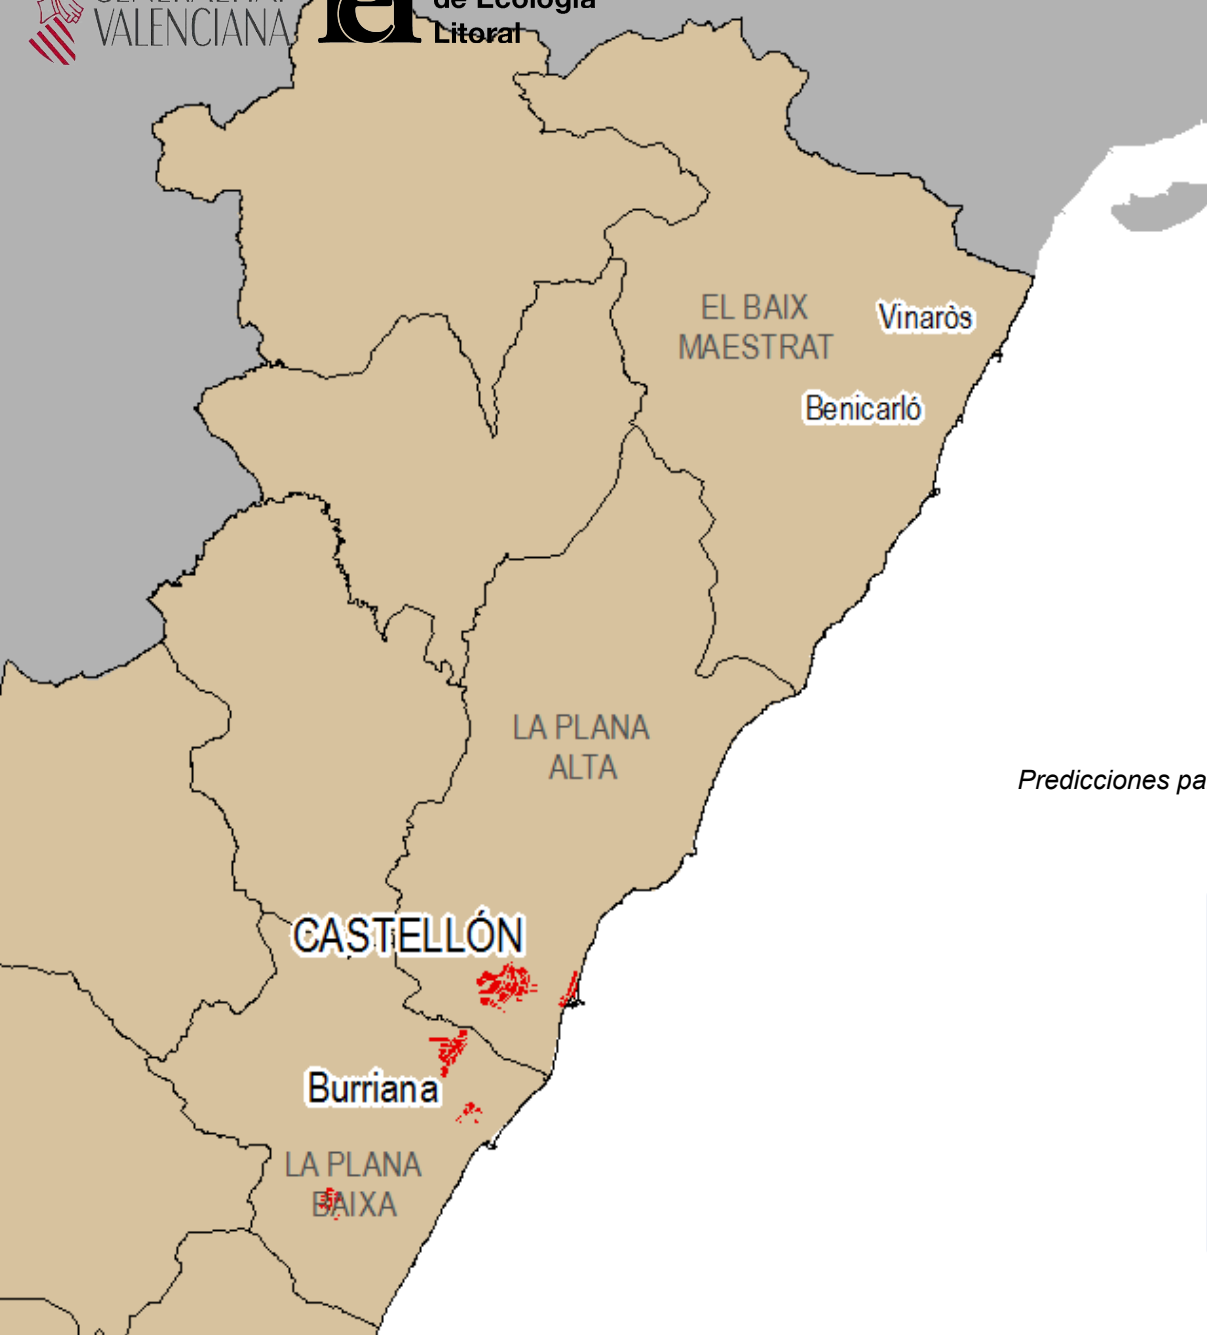 VALENCIANA
de Ecología
Litoral
EL BAIX
MAESTRAT
Vinaròs
Benicarló
LA PLANA
ALTA
Predicciones pa
CASTELLÓN
Burriana
LA PLANA
BAIXA